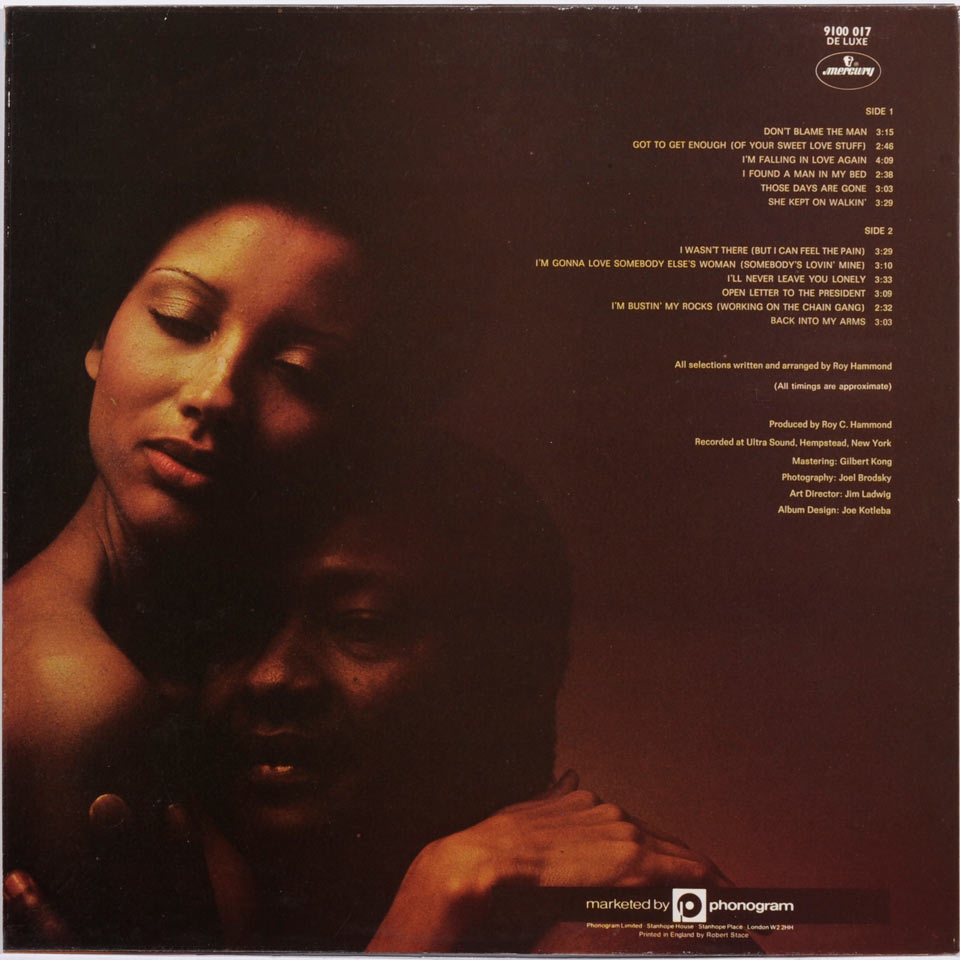 9100 017
DE LUXE
mercury
SIDE 1
DON'T BLAME THE MAN 3:15
GOT TO GET ENOUGH (OF YOUR SWEET LOVE STUFF) 2:46
I'M FALLING IN LOVE AGAIN 4:09
I FOUND A MAN IN MY BED 2:38
THOSE DAYS ARE GONE 3:03
SHE KEPT ON WALKIN' 3:29
SIDE 2
I WASN'T THERE (BUT I CAN FEEL THE PAIN) 3:29
I'M GONNA LOVE SOMEBODY ELSE'S WOMAN (SOMEBODY'S LOVIN' MINE) 3:10
I'LL NEVER LEAVE YOU LONELY 3:33
OPEN LETTER TO THE PRESIDENT 3:09
I'M BUSTIN' MY ROCKS (WORKING ON THE CHAIN GANG) 2:32
BACK INTO MY ARMS 3:03
All selections written and arranged by Roy Hammond
(All timings are approximate)
Produced by Roy C. Hammond
Recorded at Ultra Sound, Hempstead, New York
Mastering: Gilbert Kong
Photography: Joel Brodsky
Art Director: Jim Ladwig
Album Design: Joe Kotleba
marketed by p phonogram
Phonogram Limited Stanhope House Stanhope Place London W2 2HH
Printed in England by Robert Stace